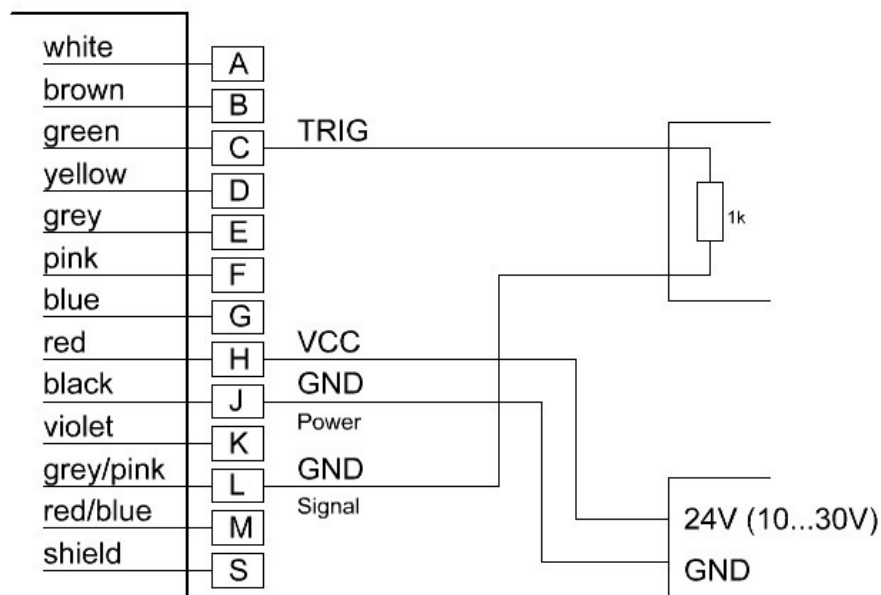 white A
brown B
green C TRIG
yellow D
grey E
1k
pink F
blue G
red H VCC
black J GND
Power
violet K
grey/pink L GND
Signal
red/blue M
24V (10...30V)
shield S
GND